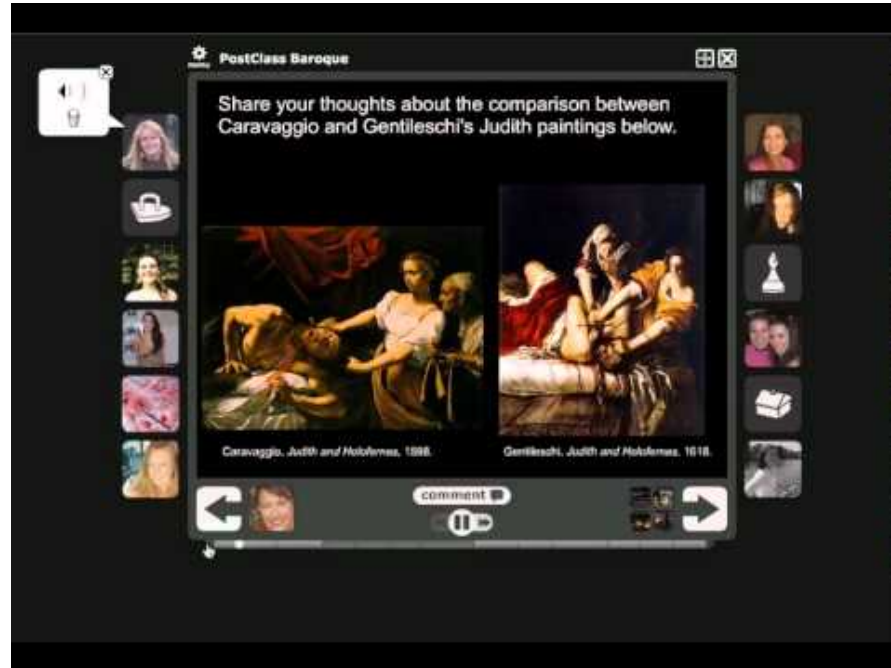 PostClass Baroque
Share your thoughts about the comparison between
Caravaggio and Gentileschi's Judith paintings below.
Caravaggio, Judith and Holofernes, 1598.
Gentileschi, Judith and Holofernes, 1618.
comment